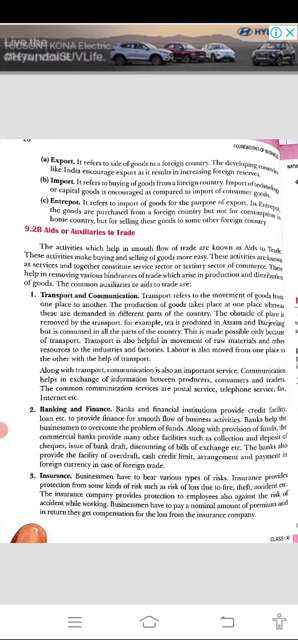 HYUNDAI
TUCSON | KONA Electric
Live the
#HyundaiSUVLife.
20
FOUNDATIONS OF BUSINESS
(a) Export. It refers to sale of goods to a foreign country. The developing countries
like India encourage export as it results in increasing foreign reserves.
(b) Import. It refers to buying of goods from a foreign country. Import of technology
or capital goods is encouraged as compared to import of consumer goods.
(c) Entrepot. It refers to import of goods for the purpose of export. In Entrepot,
the goods are purchased from a foreign country but not for consumption in
home country, but for selling these goods to some other foreign country.
9.2B Aids or Auxiliaries to Trade
The activities which help in smooth flow of trade are known as Aids to Trade.
These activities make buying and selling of goods more easy. These activities are known
as services and together constitute service sector or tertiary sector of commerce. These
help in removing various hindrances of trade which arise in production and distribution
of goods. The common auxiliaries or aids to trade are:
1. Transport and Communication. Transport refers to the movement of goods from
one place to another. The production of goods takes place at one place whereas
these are demanded in different parts of the country. The obstacle of place is
removed by the transport. for example, tea is produced in Assam and Darjeeling
but is consumed in all the parts of the country. This is made possible only because
of transport. Transport is also helpful in movement of raw materials and other
resources to the industries and factories. Labour is also moved from one place to
the other with the help of transport.
Along with transport, communication is also an important service. Communication
helps in exchange of information between producers, consumers and traders.
The common communication services are postal service, telephone service, fax,
Internet etc.
2. Banking and Finance. Banks and financial institutions provide credit facility,
loan etc. to provide finance for smooth flow of business activities. Banks help the
businessmen to overcome the problem of funds. Along with provision of funds, the
commercial banks provide many other facilities such as collection and deposit of
cheques, issue of bank draft, discounting of bills of exchange etc. The banks also
provide the facility of overdraft, cash credit limit, arrangement and payment in
foreign currency in case of foreign trade.
3. Insurance. Businessmen have to bear various types of risks. Insurance provides
protection from some kinds of risk such as risk of loss due to fire, theft, accident etc.
The insurance company provides protection to employees also against the risk of
accident while working. Businessmen have to pay a nominal amount of premium and
in return they get compensation for the loss from the insurance company.
CLASS XI